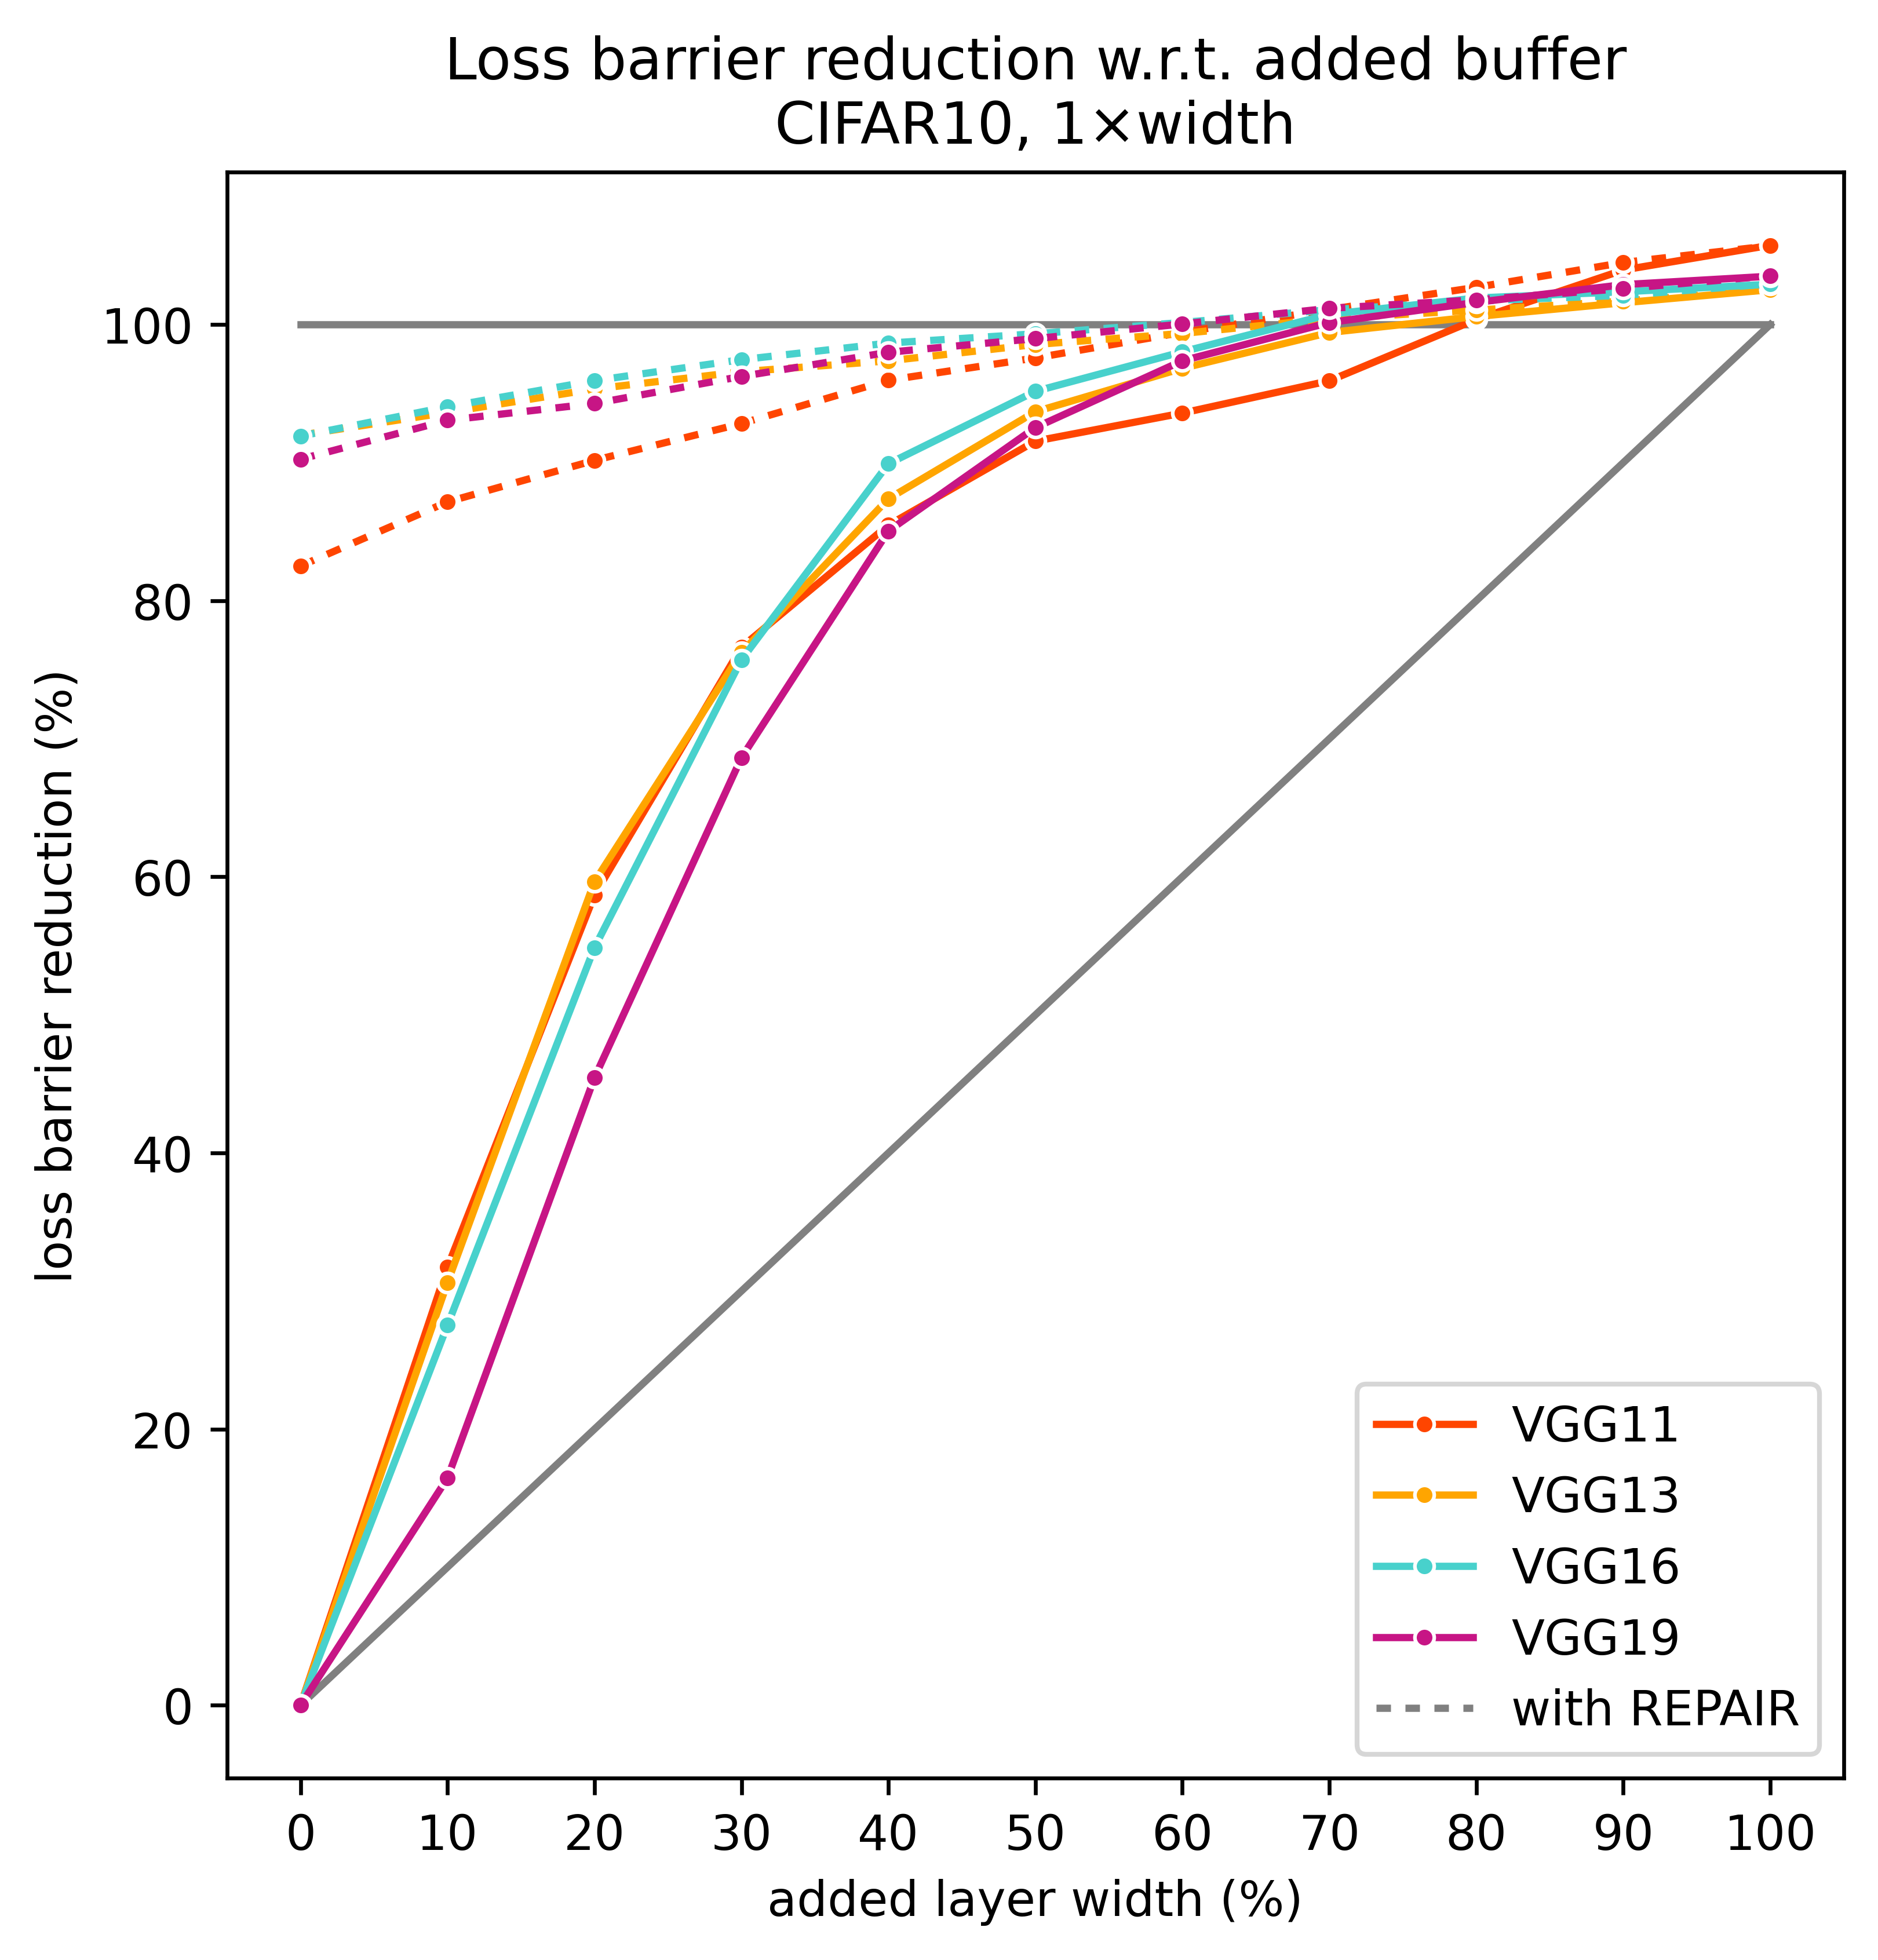 Loss barrier reduction w.r.t. added buffer
CIFAR10, 1×width
loss barrier reduction (%)
100
80
60
40
20
0
VGG11
VGG13
VGG16
VGG19
with REPAIR
0 10 20 30 40 50 60 70 80 90 100
added layer width (%)